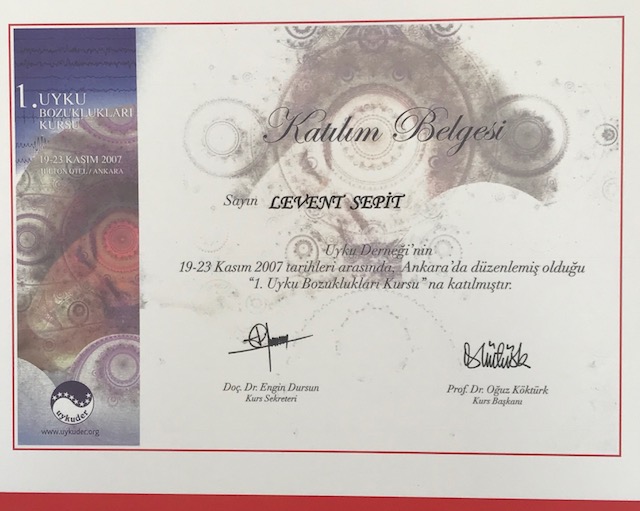 1. UYKU
BOZUKLUKLARI
KURSU
19-23 KASIM 2007
HILTON OTEL / ANKARA
Katılım Belgesi
Sayın LEVENT SEPİT
Uyku Derneği'nin
19-23 Kasım 2007 tarihleri arasında, Ankara'da düzenlemiş olduğu
"1. Uyku Bozuklukları Kursu"na katılmıştır.
Doç. Dr. Engin Dursun
Kurs Sekreteri
Prof. Dr. Oğuz Köktürk
Kurs Başkanı
uykuder
www.uykuder.org